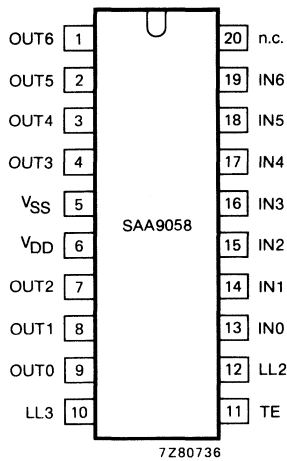 OUT6 1 20 n.c.
OUT5 2 19 IN6
OUT4 3 18 IN5
OUT3 4 17 IN4
VSS 5 16 IN3
SAA9058
VDD 6 15 IN2
OUT2 7 14 IN1
OUT1 8 13 IN0
OUT0 9 12 LL2
LL3 10 11 TE
7Z80736